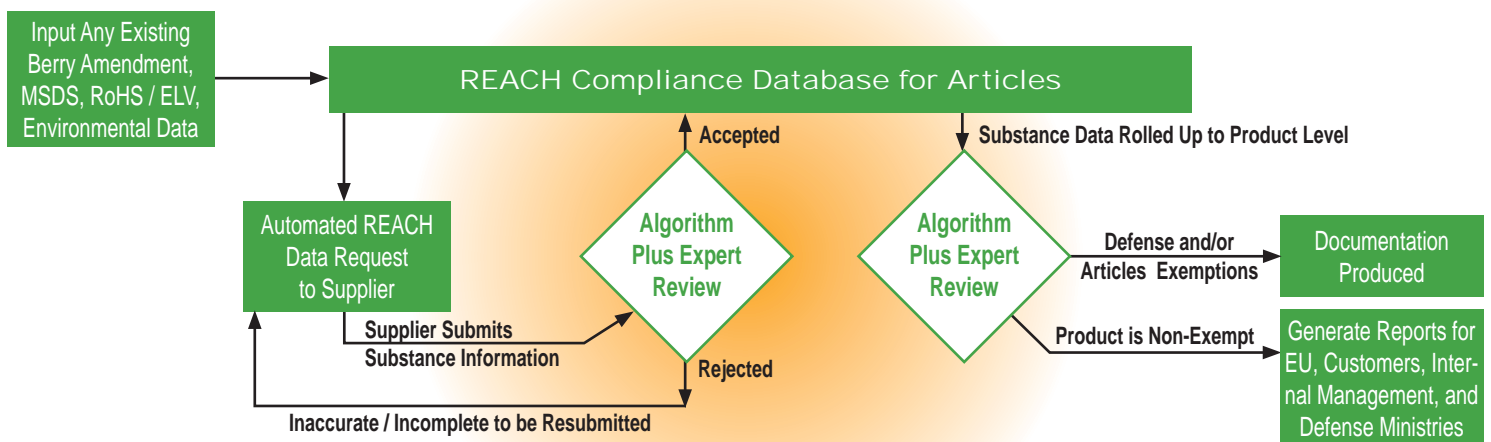 Input Any Existing
Berry Amendment,
MSDS, RoHS / ELV,
Environmental Data
REACH Compliance Database for Articles
Accepted
Substance Data Rolled Up to Product Level
Automated REACH
Data Request
to Supplier
Algorithm
Plus Expert
Review
Algorithm
Plus Expert
Review
Defense and/or
Articles Exemptions
Documentation
Produced
Supplier Submits
Substance Information
Rejected
Inaccurate / Incomplete to be Resubmitted
Product is Non-Exempt
Generate Reports for
EU, Customers, Inter-
nal Management, and
Defense Ministries